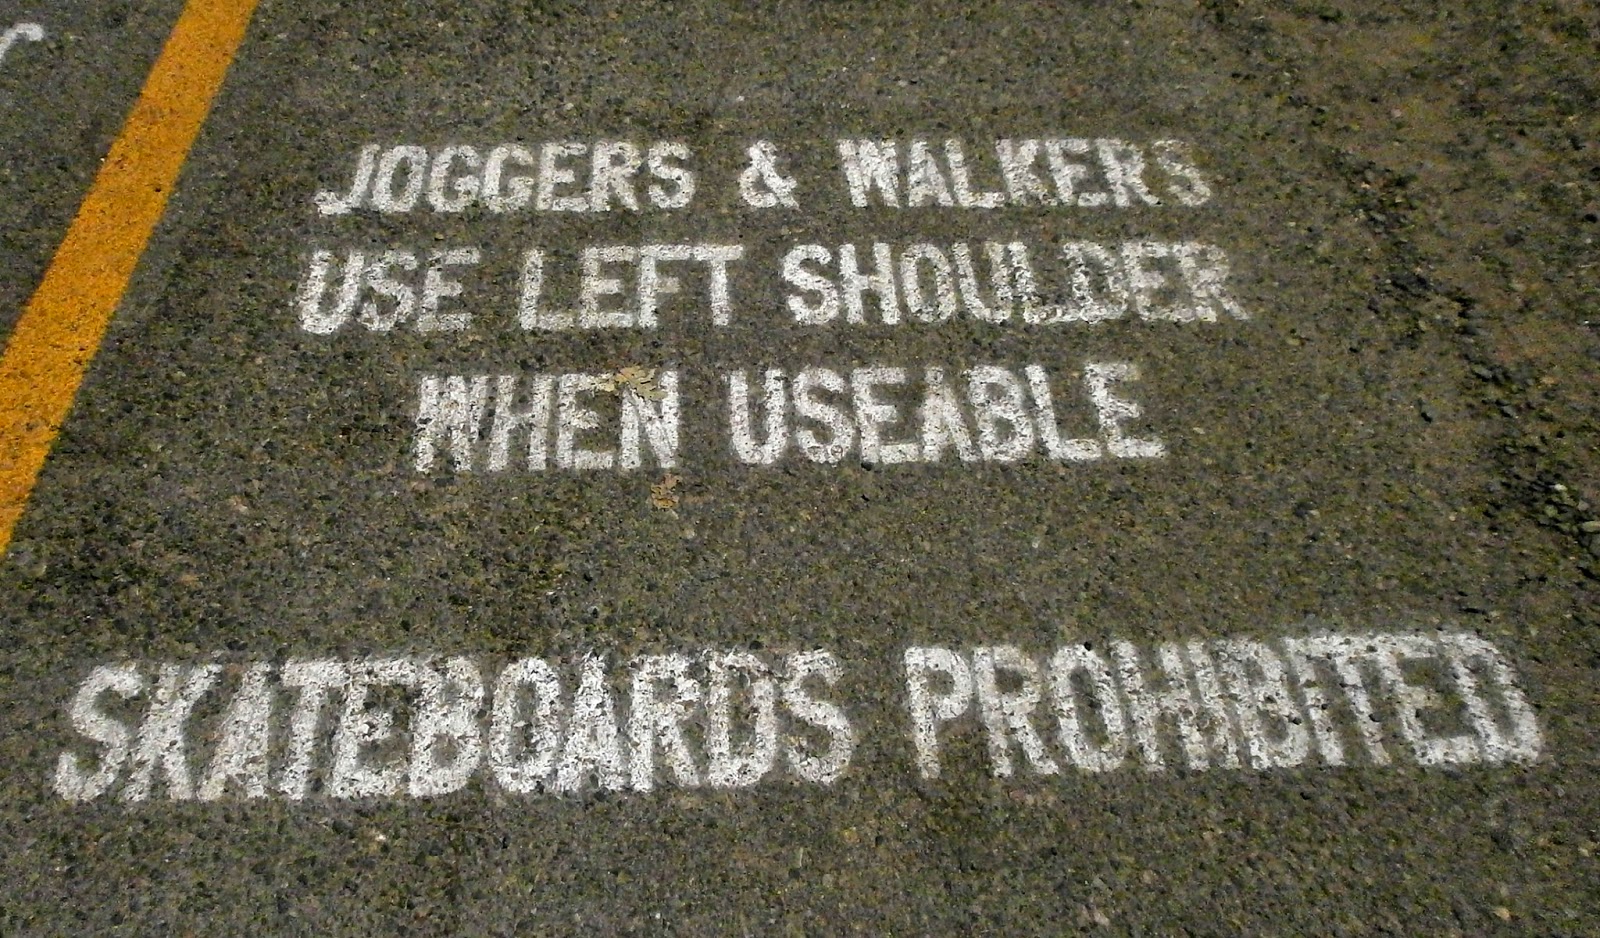 JOGGERS & WALKERS
USE LEFT SHOULDER
WHEN USEABLE
SKATEBOARDS PROHIBITED